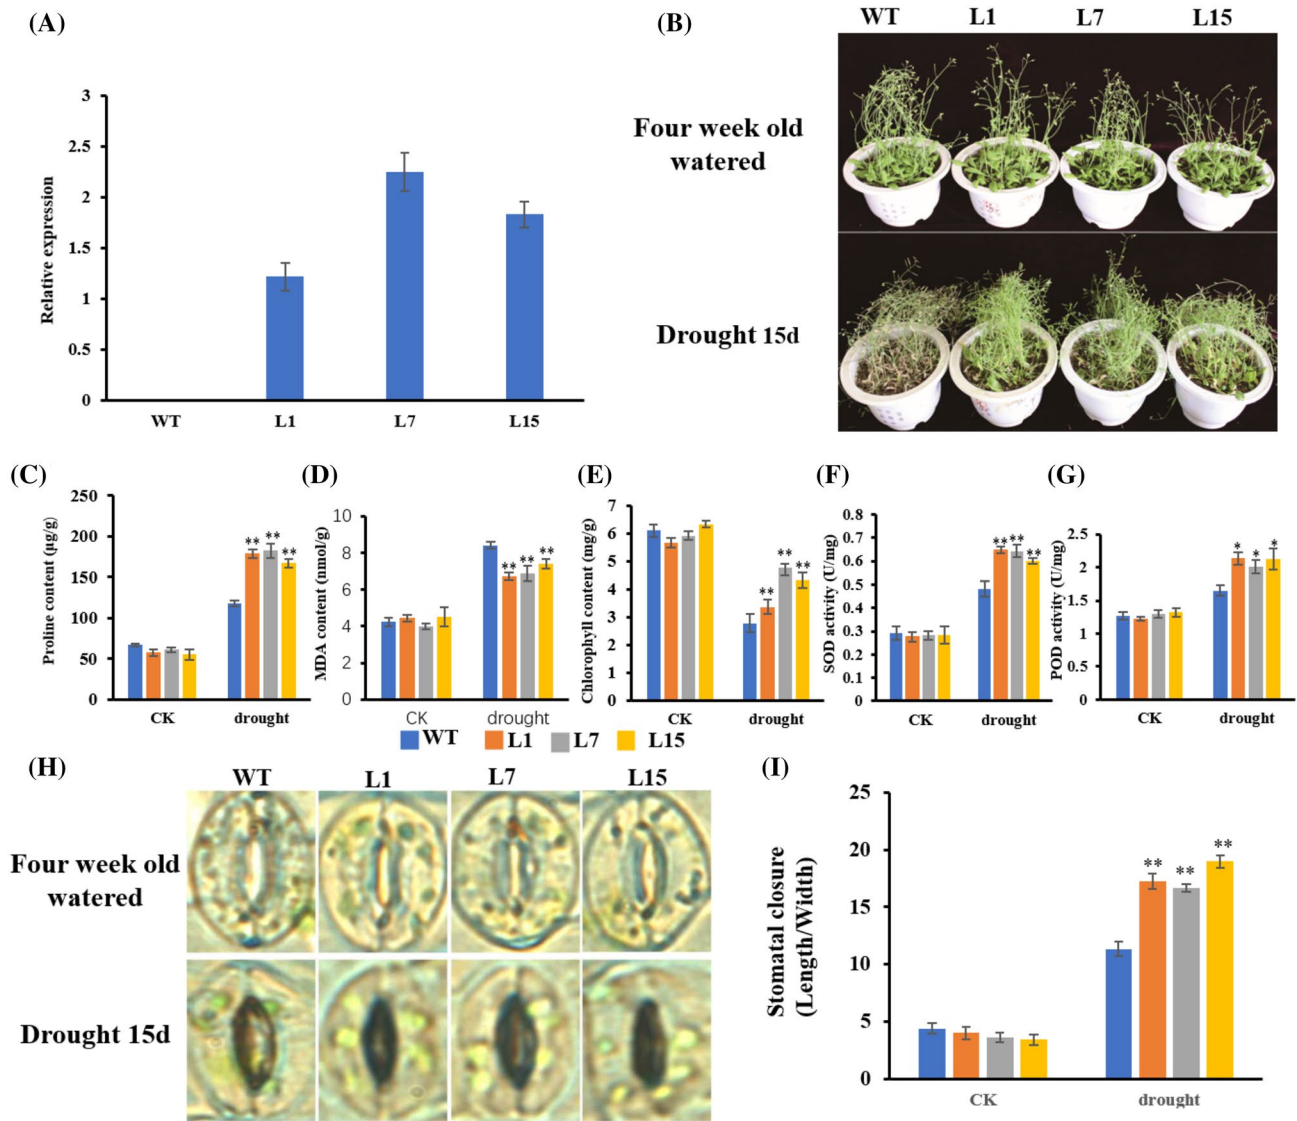 (A)
3
2.5
2
1.5
1
0.5
0
Relative expression
WT L1 L7 L15
(B)
WT L1 L7 L15
Four week old
watered
Drought 15d
(C)
250
200
150
100
50
0
Proline content (μg/g)
** ** **
CK drought
(D)
10
8
6
4
2
0
MDA content (nmol/g)
** ** **
CK drought
(E)
7
6
5
4
3
2
1
0
Chlorophyll content (mg/g)
** ** **
CK drought
(F)
0.8
0.7
0.6
0.5
0.4
0.3
0.2
0.1
0
SOD activity (U/mg)
** ** **
CK drought
(G)
2.5
2
1.5
1
0.5
0
POD activity (U/mg)
* * *
CK drought
WT L1 L7 L15
(H)
WT L1 L7 L15
Four week old
watered
Drought 15d
(I)
25
20
15
10
5
0
Stomatal closure
(Length/Width)
** ** **
CK drought